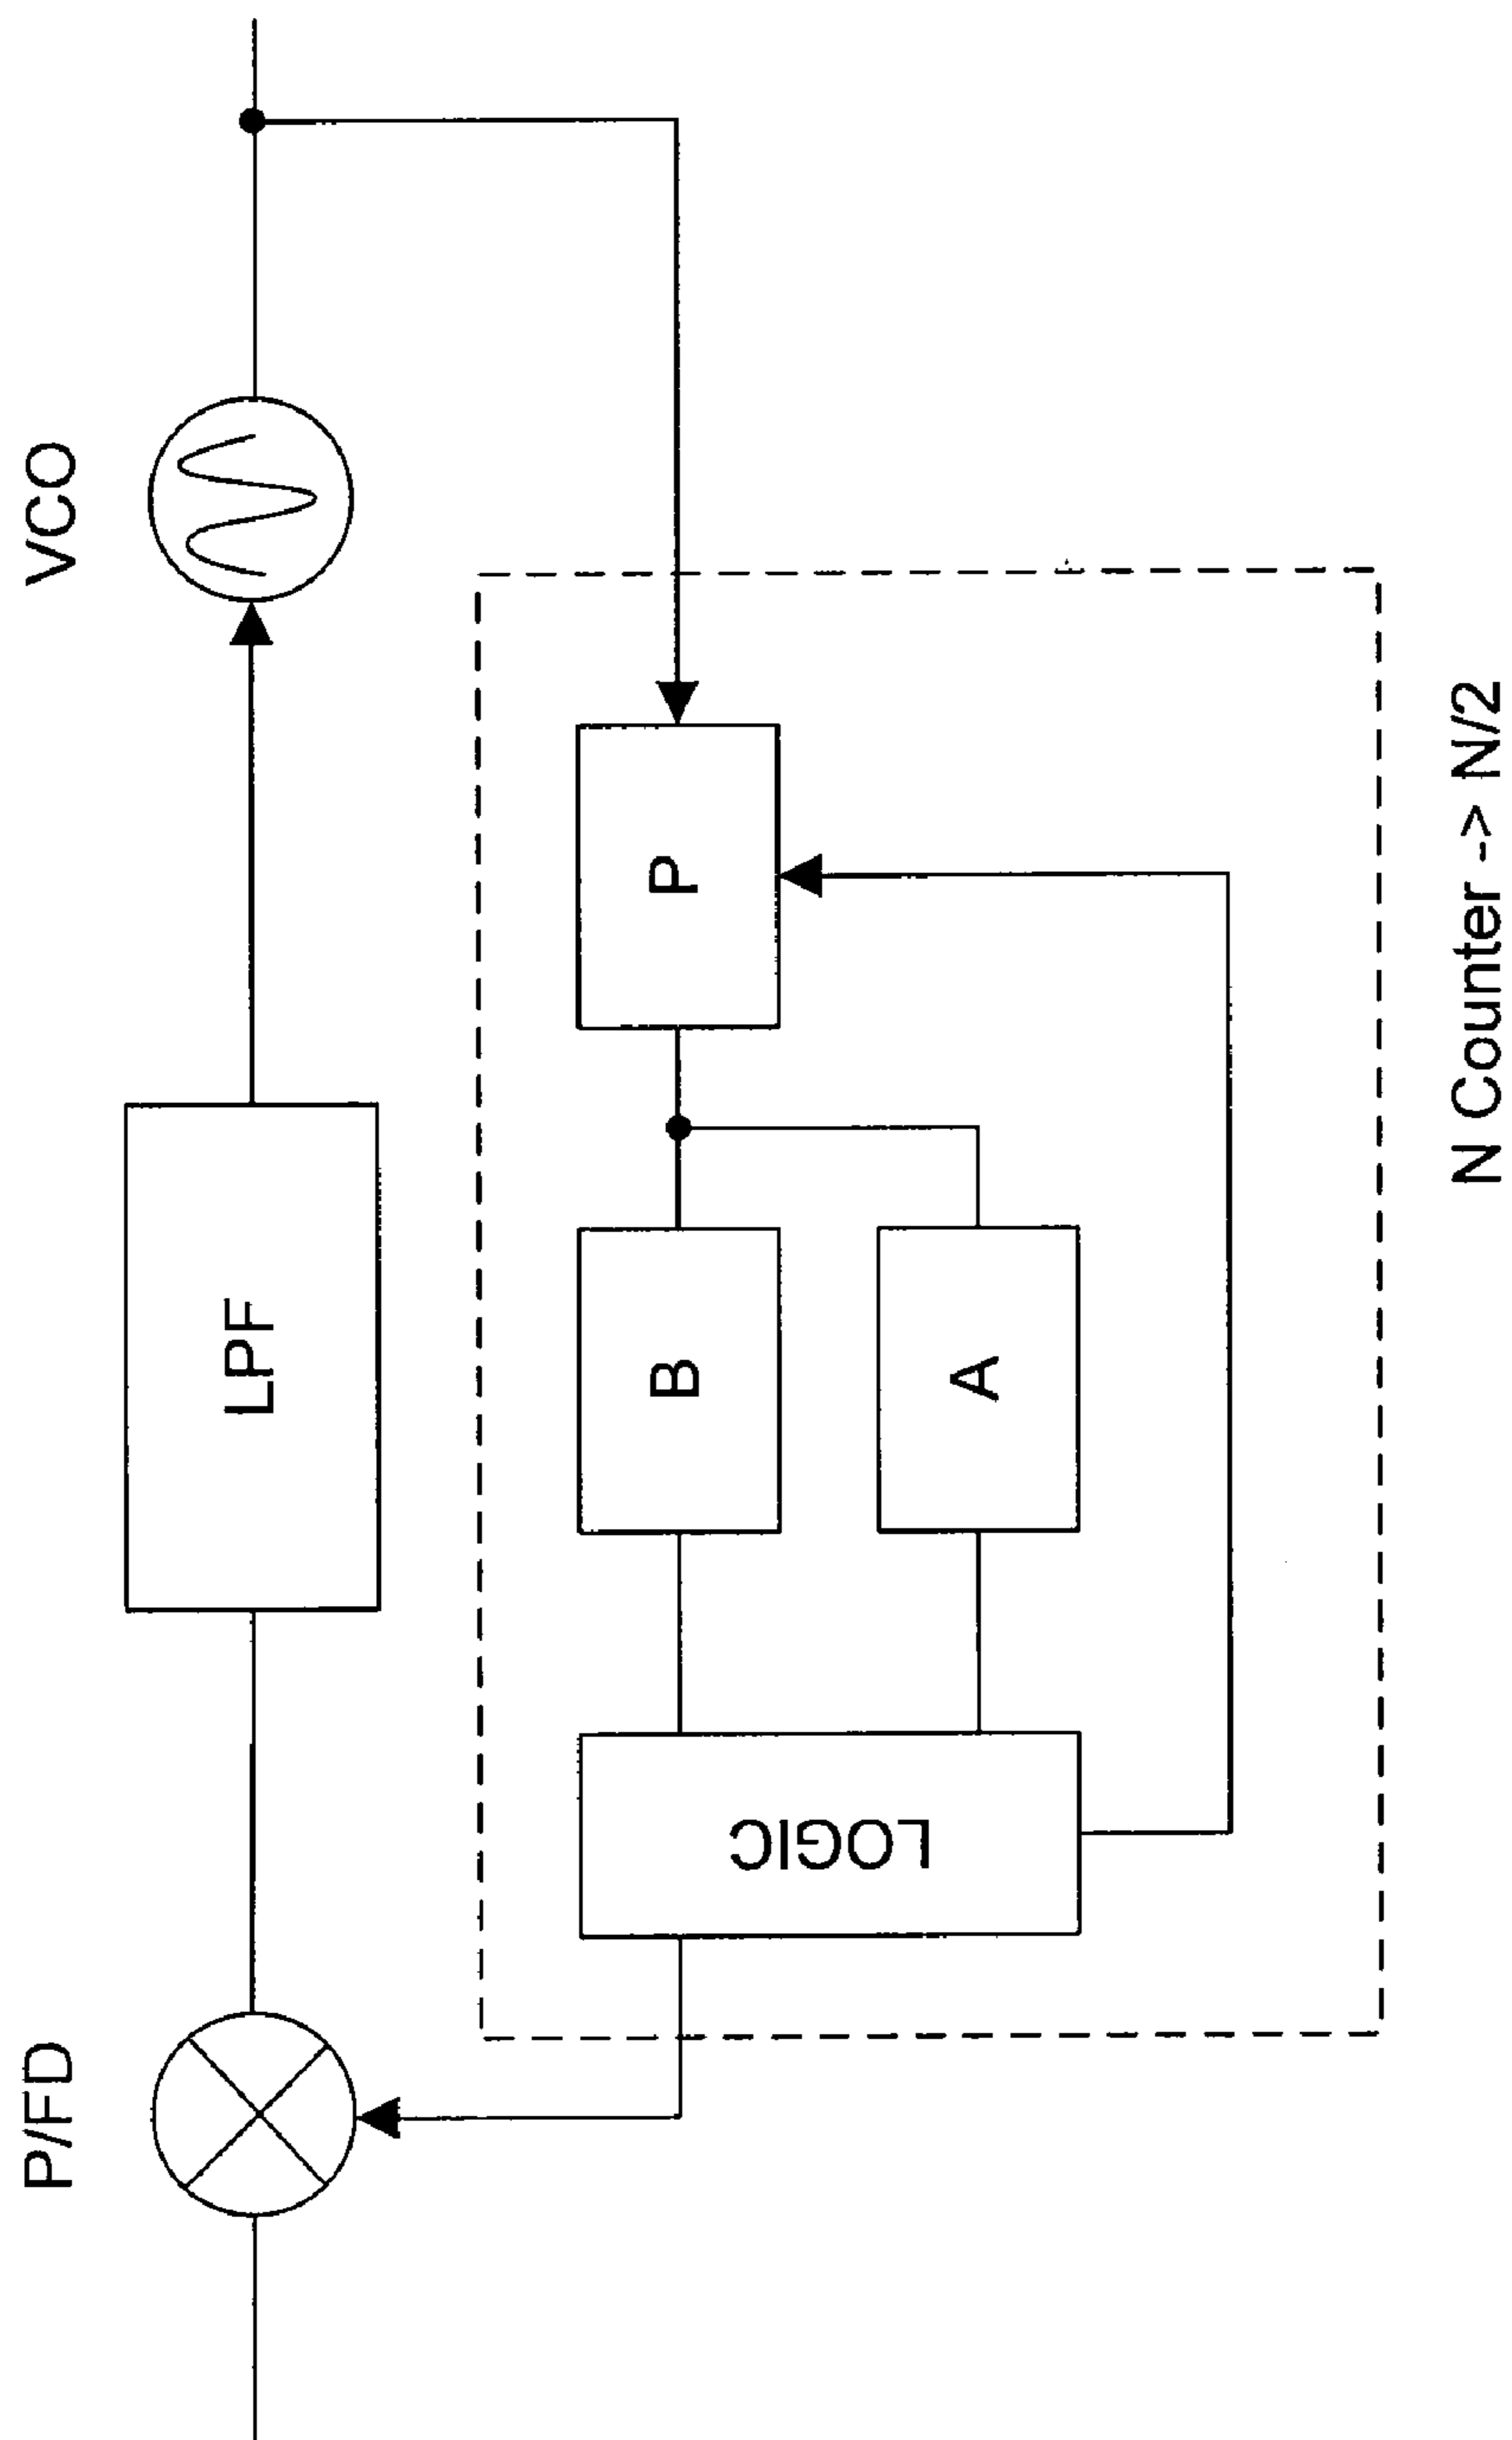 P/FD
VCO
LPF
LOGIC
B
P
A
N Counter -> N/2